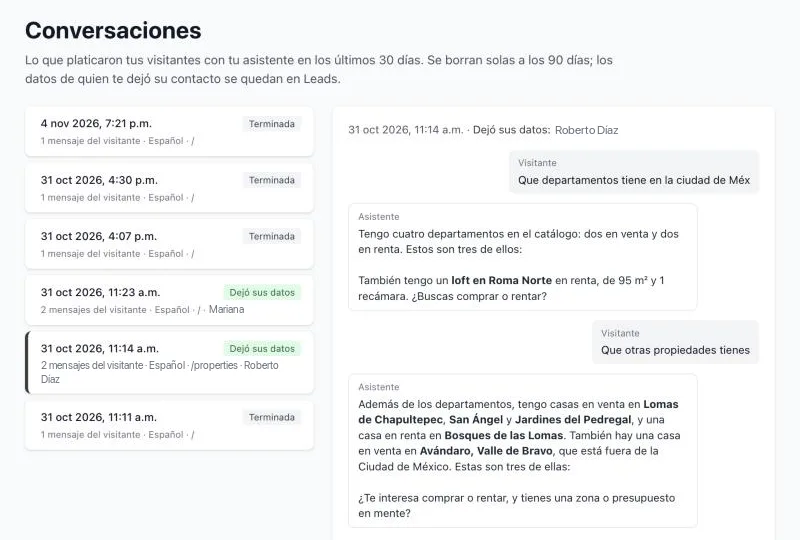 Conversaciones
Lo que platicaron tus visitantes con tu asistente en los últimos 30 días. Se borran solas a los 90 días; los
datos de quien te dejó su contacto se quedan en Leads.
4 nov 2026, 7:21 p.m. Terminada
1 mensaje del visitante · Español · /
31 oct 2026, 4:30 p.m. Terminada
1 mensaje del visitante · Español · /
31 oct 2026, 4:07 p.m. Terminada
1 mensaje del visitante · Español · /
31 oct 2026, 11:23 a.m. Dejó sus datos
2 mensajes del visitante · Español · / · Mariana
31 oct 2026, 11:14 a.m. Dejó sus datos
2 mensajes del visitante · Español · /properties · Roberto
Díaz
31 oct 2026, 11:11 a.m. Terminada
1 mensaje del visitante · Español · /
31 oct 2026, 11:14 a.m. · Dejó sus datos: Roberto Díaz
Visitante
Que departamentos tiene en la ciudad de Méx
Asistente
Tengo cuatro departamentos en el catálogo: dos en venta y dos
en renta. Estos son tres de ellos:
También tengo un loft en Roma Norte en renta, de 95 m² y 1
recámara. ¿Buscas comprar o rentar?
Visitante
Que otras propiedades tienes
Asistente
Además de los departamentos, tengo casas en venta en Lomas
de Chapultepec, San Ángel y Jardines del Pedregal, y una
casa en renta en Bosques de las Lomas. También hay una casa
en venta en Avándaro, Valle de Bravo, que está fuera de la
Ciudad de México. Estas son tres de ellas:
¿Te interesa comprar o rentar, y tienes una zona o presupuesto
en mente?